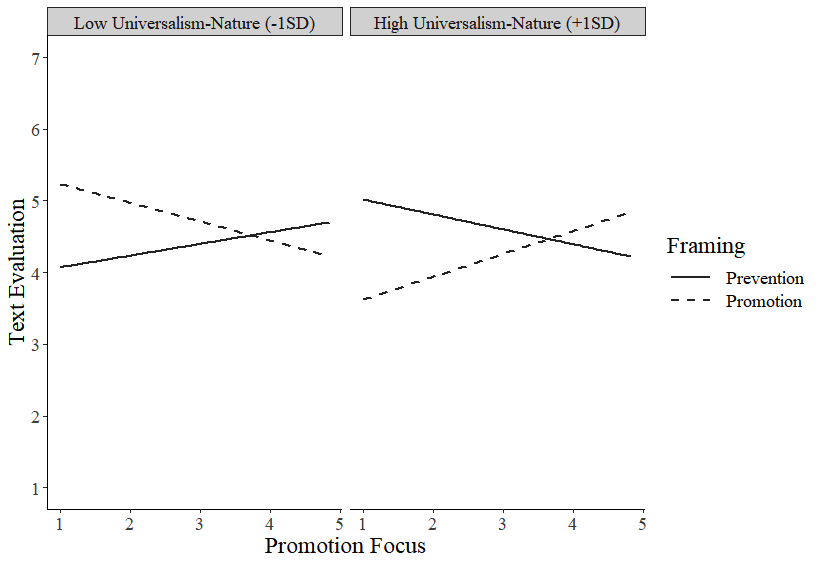 Low Universalism-Nature (-1SD)
High Universalism-Nature (+1SD)
Text Evaluation
7
6
5
4
3
2
1
1 2 3 4 5
1 2 3 4 5
Promotion Focus
Framing
Prevention
Promotion